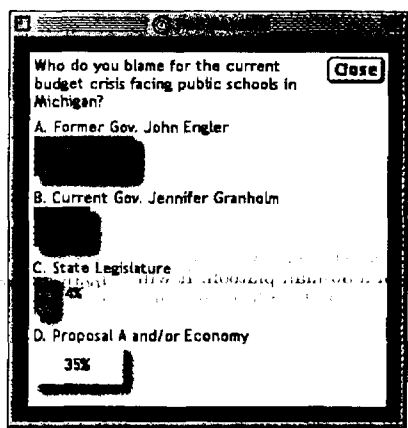 Who do you blame for the current
budget crisis facing public schools in
Michigan?
Close
A. Former Gov. John Engler
B. Current Gov. Jennifer Granholm
C. State Legislature
4%
D. Proposal A and/or Economy
35%